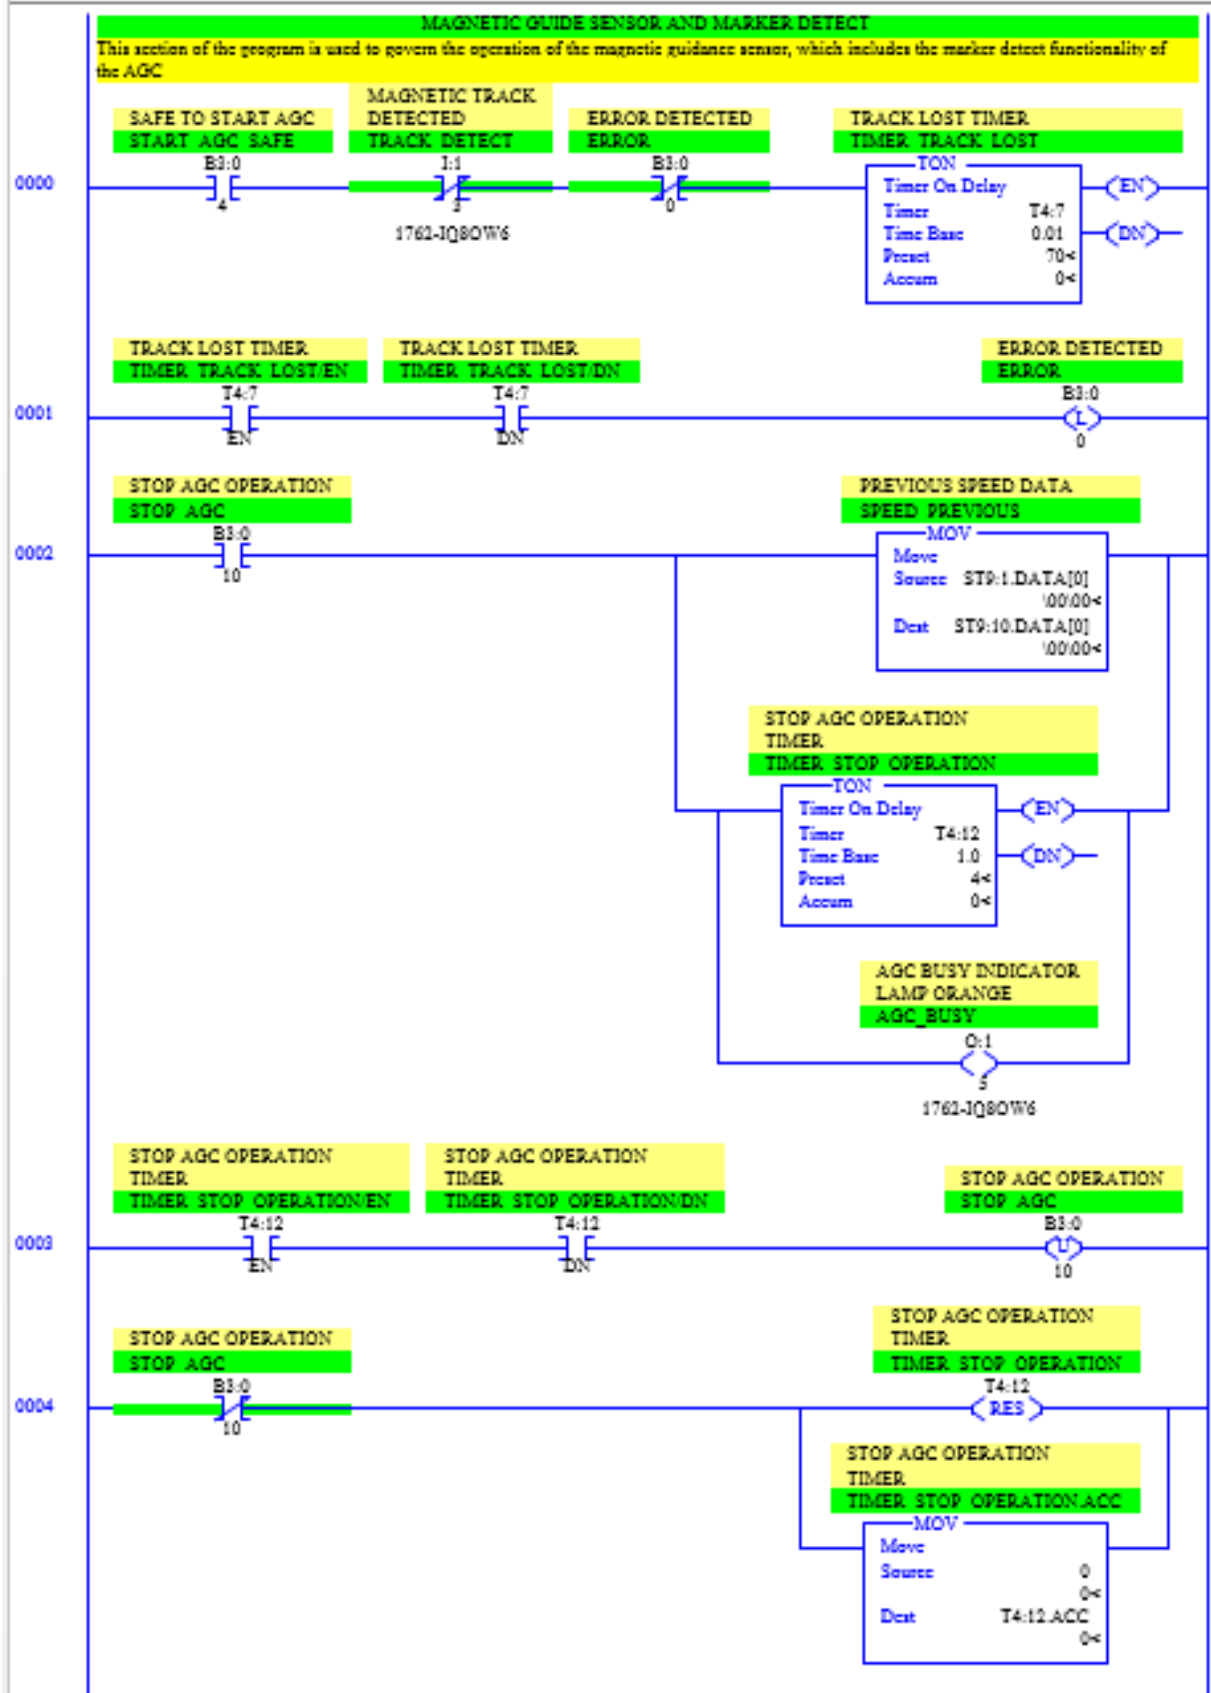 MAGNETIC GUIDE SENSOR AND MARKER DETECT
This section of the program is used to govern the operation of the magnetic guidance sensor, which includes the marker detect functionality of
the AGC
SAFE TO START AGC
START_AGC_SAFE
B3:0
4
MAGNETIC TRACK
DETECTED
TRACK_DETECT
I:1
3
1762-IQ8OW6
ERROR DETECTED
ERROR
B3:0
0
TRACK LOST TIMER
TIMER_TRACK_LOST
TON
Timer On Delay
Timer T4:7
Time Base 0.01
Preset 70<
Accum 0<
EN
DN
0000
TRACK LOST TIMER
TIMER_TRACK_LOST/EN
T4:7
EN
TRACK LOST TIMER
TIMER_TRACK_LOST/DN
T4:7
DN
ERROR DETECTED
ERROR
B3:0
L
0
0001
STOP AGC OPERATION
STOP_AGC
B3:0
10
PREVIOUS SPEED DATA
SPEED_PREVIOUS
MOV
Move
Source ST9:1.DATA[0]
\00\00<
Dest ST9:10.DATA[0]
\00\00<
0002
STOP AGC OPERATION
TIMER
TIMER_STOP_OPERATION
TON
Timer On Delay
Timer T4:12
Time Base 1.0
Preset 4<
Accum 0<
EN
DN
AGC BUSY INDICATOR
LAMP ORANGE
AGC_BUSY
O:1
5
1762-IQ8OW6
STOP AGC OPERATION
TIMER
TIMER_STOP_OPERATION/EN
T4:12
EN
STOP AGC OPERATION
TIMER
TIMER_STOP_OPERATION/DN
T4:12
DN
STOP AGC OPERATION
STOP_AGC
B3:0
U
10
0003
STOP AGC OPERATION
STOP_AGC
B3:0
10
STOP AGC OPERATION
TIMER
TIMER_STOP_OPERATION
T4:12
RES
0004
STOP AGC OPERATION
TIMER
TIMER_STOP_OPERATION.ACC
MOV
Move
Source 0
0<
Dest T4:12.ACC
0<